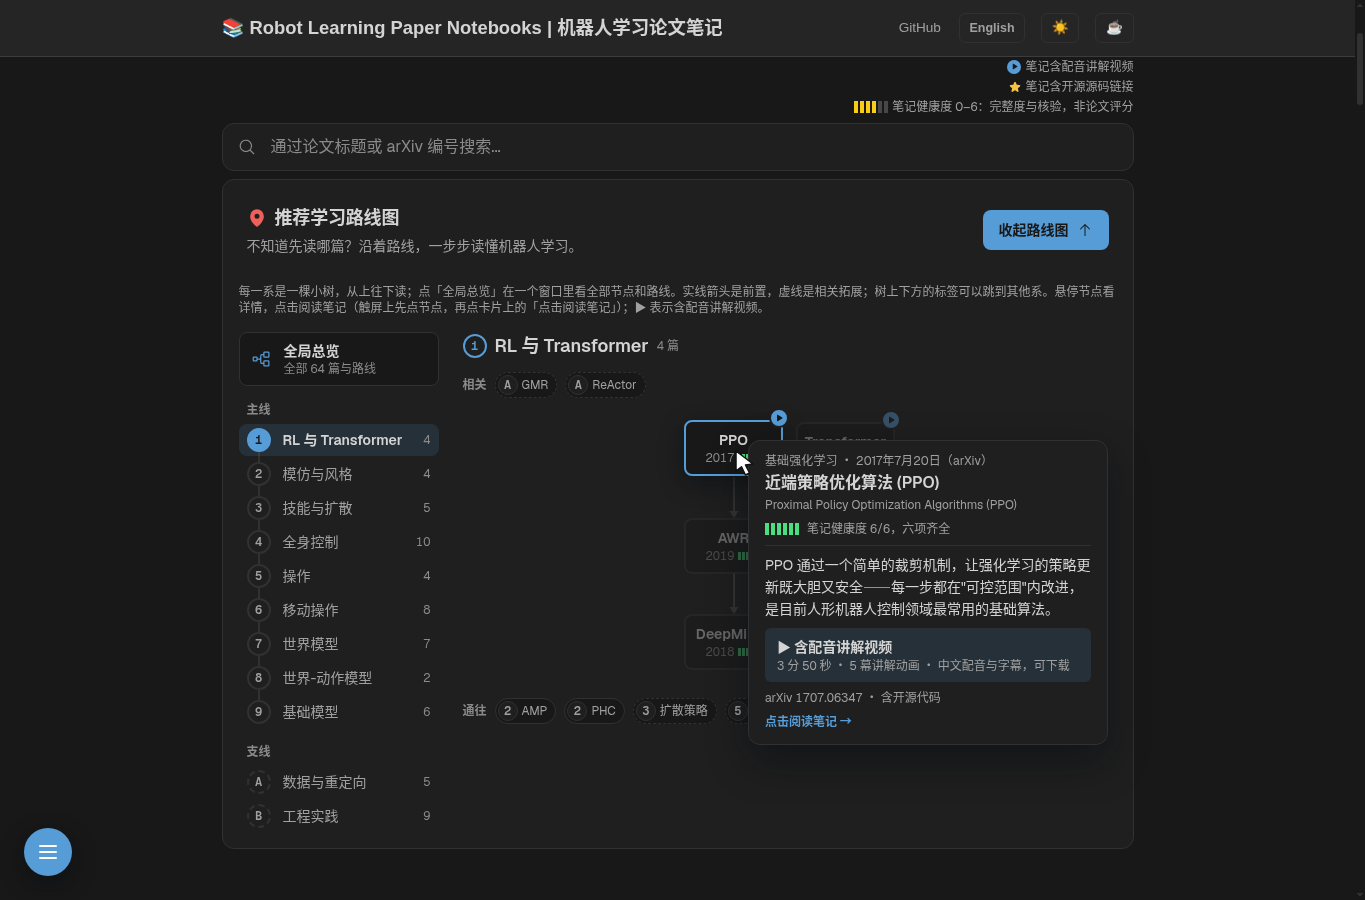 📚 Robot Learning Paper Notebooks | 机器人学习论文笔记
GitHub
English
笔记含配音讲解视频
笔记含开源源码链接
笔记健康度 0–6：完整度与核验，非论文评分
通过论文标题或 arXiv 编号搜索...
推荐学习路线图
不知道先读哪篇？沿着路线，一步步读懂机器人学习。
收起路线图 ↑
每一系是一棵小树，从上往下读；点「全局总览」在一个窗口里看全部节点和路线。实线箭头是前置，虚线是相关拓展；树上下方的标签可以跳到其他系。悬停节点看
详情，点击阅读笔记（触屏上先点节点，再点卡片上的「点击阅读笔记」）；▶ 表示含配音讲解视频。
全局总览
全部 64 篇与路线
主线
1 RL 与 Transformer 4
2 模仿与风格 4
3 技能与扩散 5
4 全身控制 10
5 操作 4
6 移动操作 8
7 世界模型 7
8 世界-动作模型 2
9 基础模型 6
支线
A 数据与重定向 5
B 工程实践 9
1 RL 与 Transformer 4 篇
相关 A GMR A ReActor
PPO
2017
Transformer
AWR
2019
DeepMi
2018
通往 2 AMP 2 PHC 3 扩散策略 5
基础强化学习 • 2017年7月20日（arXiv）
近端策略优化算法 (PPO)
Proximal Policy Optimization Algorithms (PPO)
笔记健康度 6/6，六项齐全
PPO 通过一个简单的裁剪机制，让强化学习的策略更
新既大胆又安全——每一步都在"可控范围"内改进，
是目前人形机器人控制领域最常用的基础算法。
▶ 含配音讲解视频
3 分 50 秒 • 5 幕讲解动画 • 中文配音与字幕，可下载
arXiv 1707.06347 • 含开源代码
点击阅读笔记 →